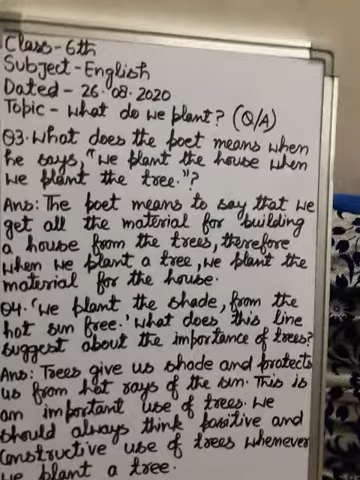 Class-6th
Subject-English
Dated - 26.08.2020
Topic - What do we plant? (Q/A)
Q3. What does the poet means when
he says, "we plant the house when
we plant the tree."?
Ans: The poet means to say that we
get all the material for building
a house from the trees, therefore
when we plant a tree, we plant the
material for the house.
Q4. 'We plant the shade, from the
hot sun free.' What does this line
suggest about the importance of trees?
Ans: Trees give us shade and protects
us from hot rays of the sun. This is
an important use of trees. We
should always think positive and
constructive use of trees whenever
we plant a tree.